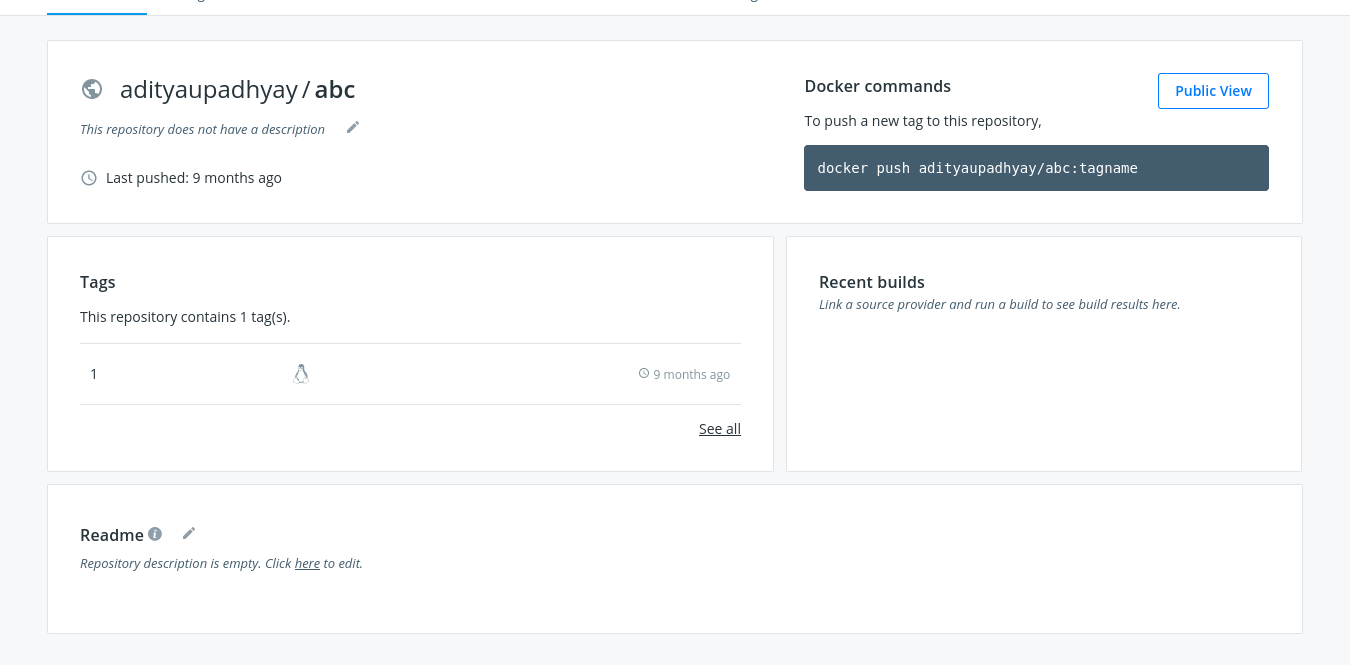 adityaupadhyay / abc
This repository does not have a description
Last pushed: 9 months ago
Docker commands
Public View
To push a new tag to this repository,
docker push adityaupadhyay/abc:tagname
Tags
This repository contains 1 tag(s).
1
9 months ago
See all
Recent builds
Link a source provider and run a build to see build results here.
Readme
Repository description is empty. Click here to edit.